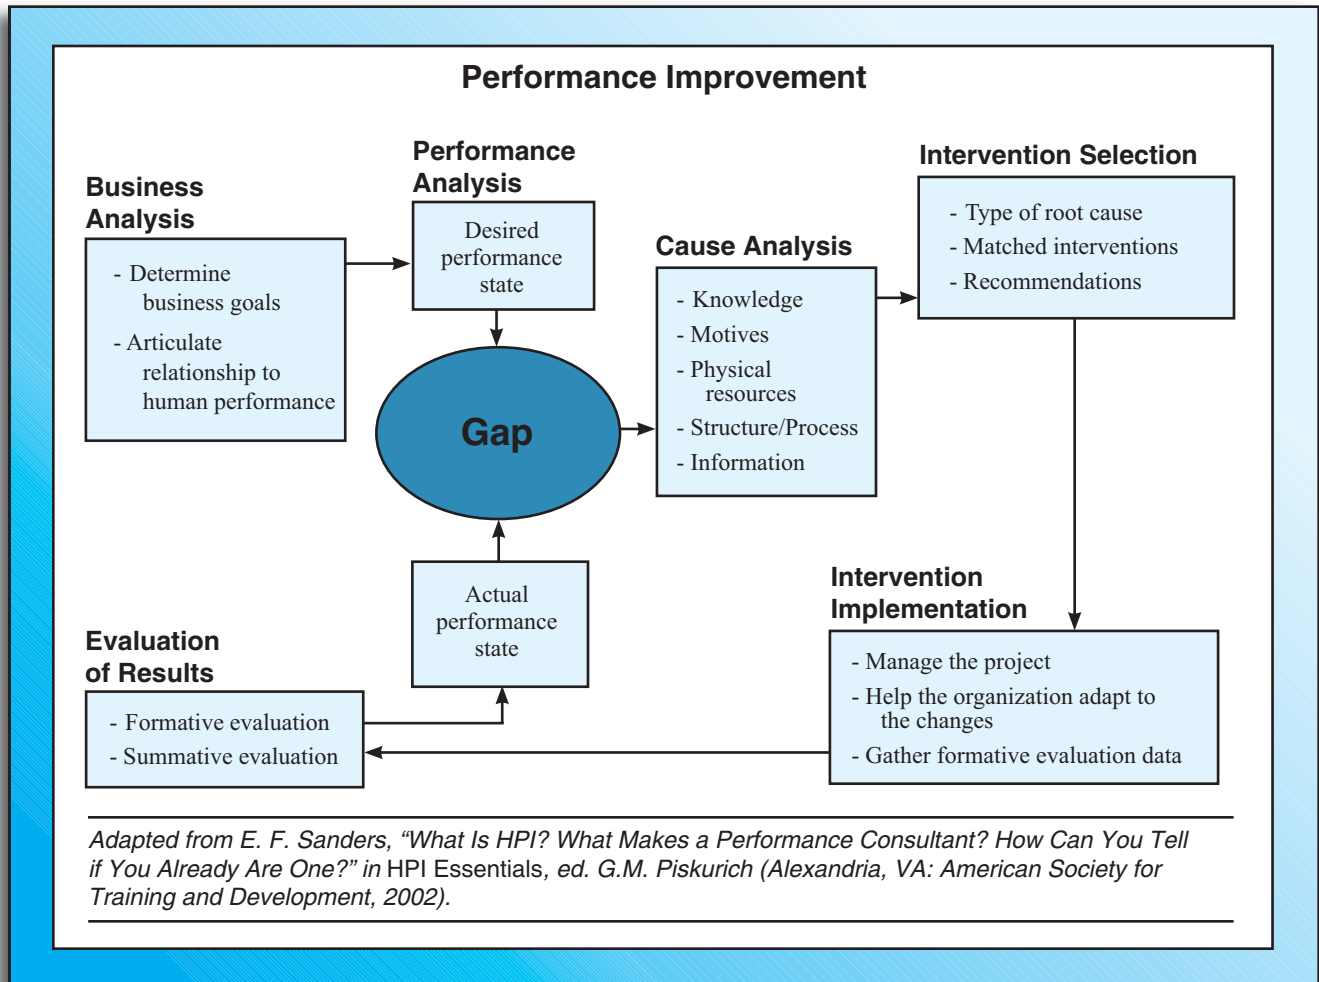 Performance Improvement
Business
Analysis
- Determine
business goals
- Articulate
relationship to
human performance
Performance
Analysis
Desired
performance
state
Gap
Actual
performance
state
Cause Analysis
- Knowledge
- Motives
- Physical
resources
- Structure/Process
- Information
Intervention Selection
- Type of root cause
- Matched interventions
- Recommendations
Intervention
Implementation
- Manage the project
- Help the organization adapt to
the changes
- Gather formative evaluation data
Evaluation
of Results
- Formative evaluation
- Summative evaluation
Adapted from E. F. Sanders, “What Is HPI? What Makes a Performance Consultant? How Can You Tell
if You Already Are One?” in HPI Essentials, ed. G.M. Piskurich (Alexandria, VA: American Society for
Training and Development, 2002).